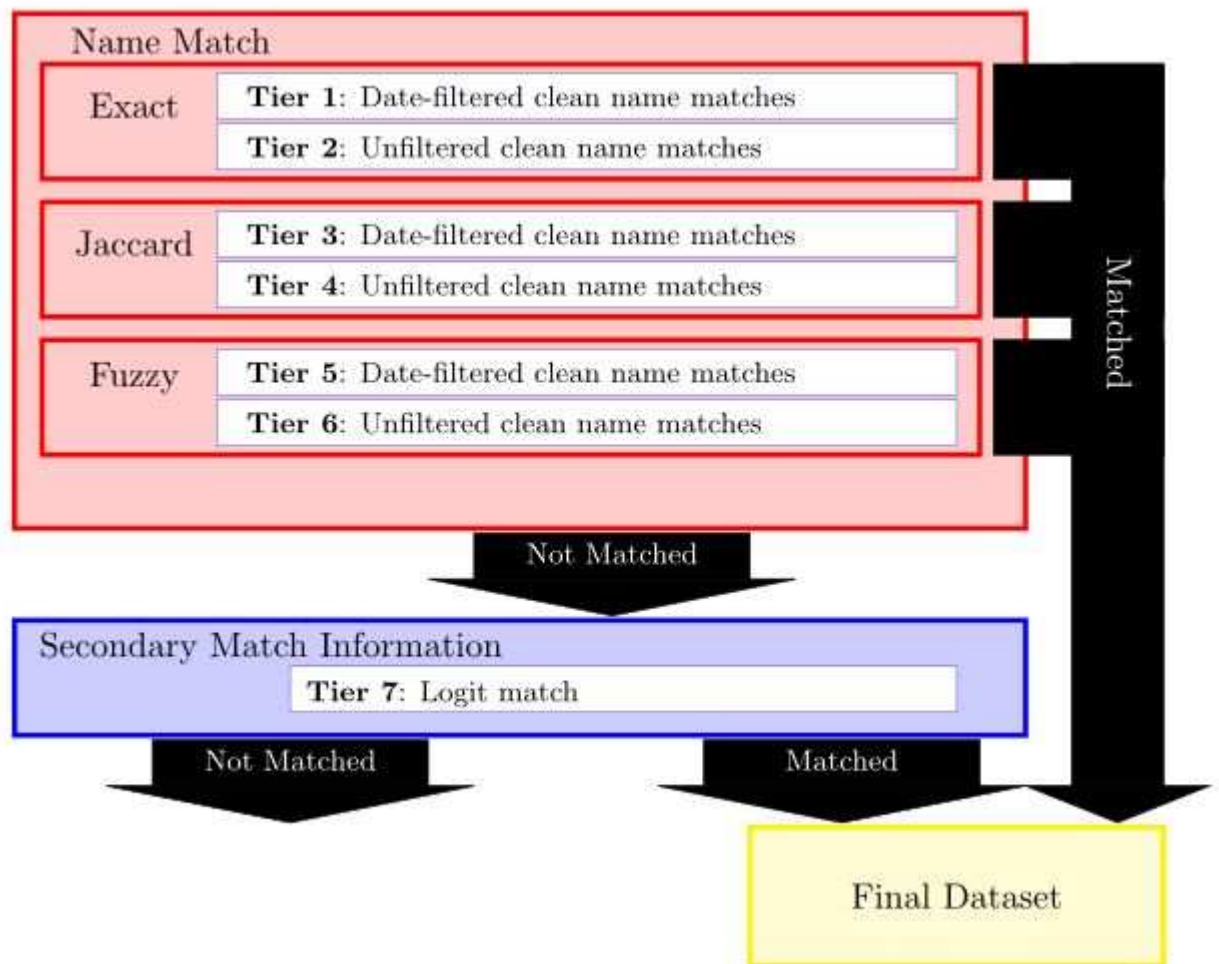 Name Match
Exact
Tier 1: Date-filtered clean name matches
Tier 2: Unfiltered clean name matches
Jaccard
Tier 3: Date-filtered clean name matches
Tier 4: Unfiltered clean name matches
Fuzzy
Tier 5: Date-filtered clean name matches
Tier 6: Unfiltered clean name matches
Matched
Not Matched
Secondary Match Information
Tier 7: Logit match
Not Matched
Matched
Final Dataset